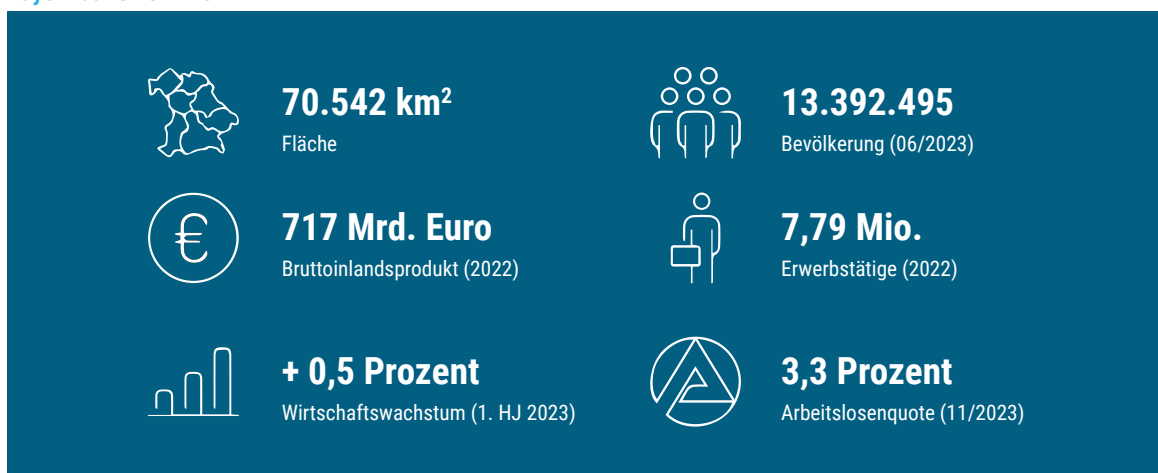 70.542 km²
Fläche
13.392.495
Bevölkerung (06/2023)
€
717 Mrd. Euro
Bruttoinlandsprodukt (2022)
7,79 Mio.
Erwerbstätige (2022)
+ 0,5 Prozent
Wirtschaftswachstum (1. HJ 2023)
3,3 Prozent
Arbeitslosenquote (11/2023)